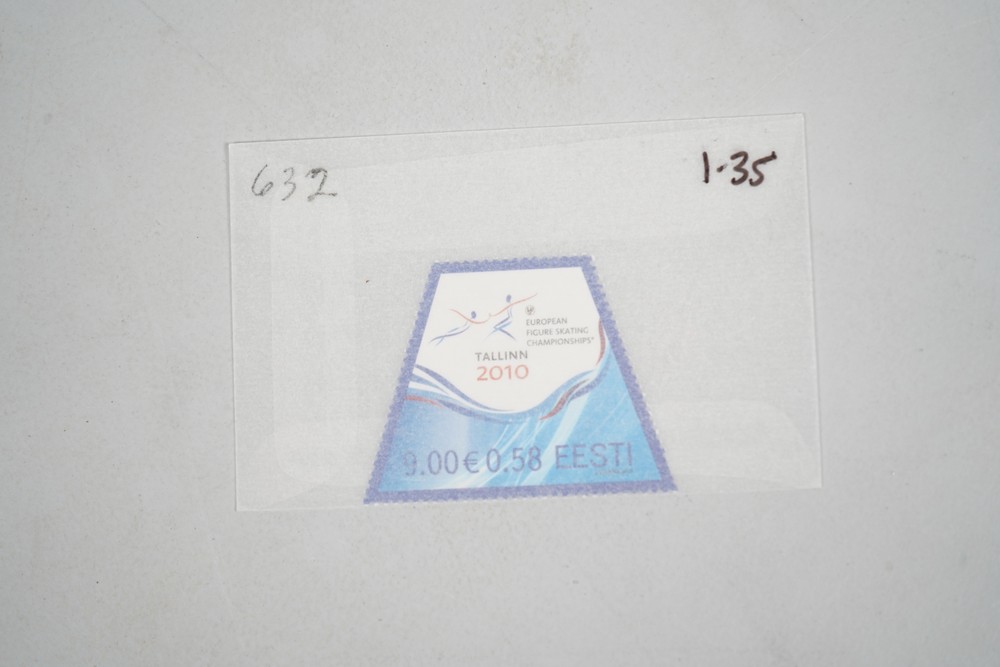 632
1.35
EUROPEAN
FIGURE SKATING
CHAMPIONSHIPS®
TALLINN
2010
9.00 € 0.58 EESTI